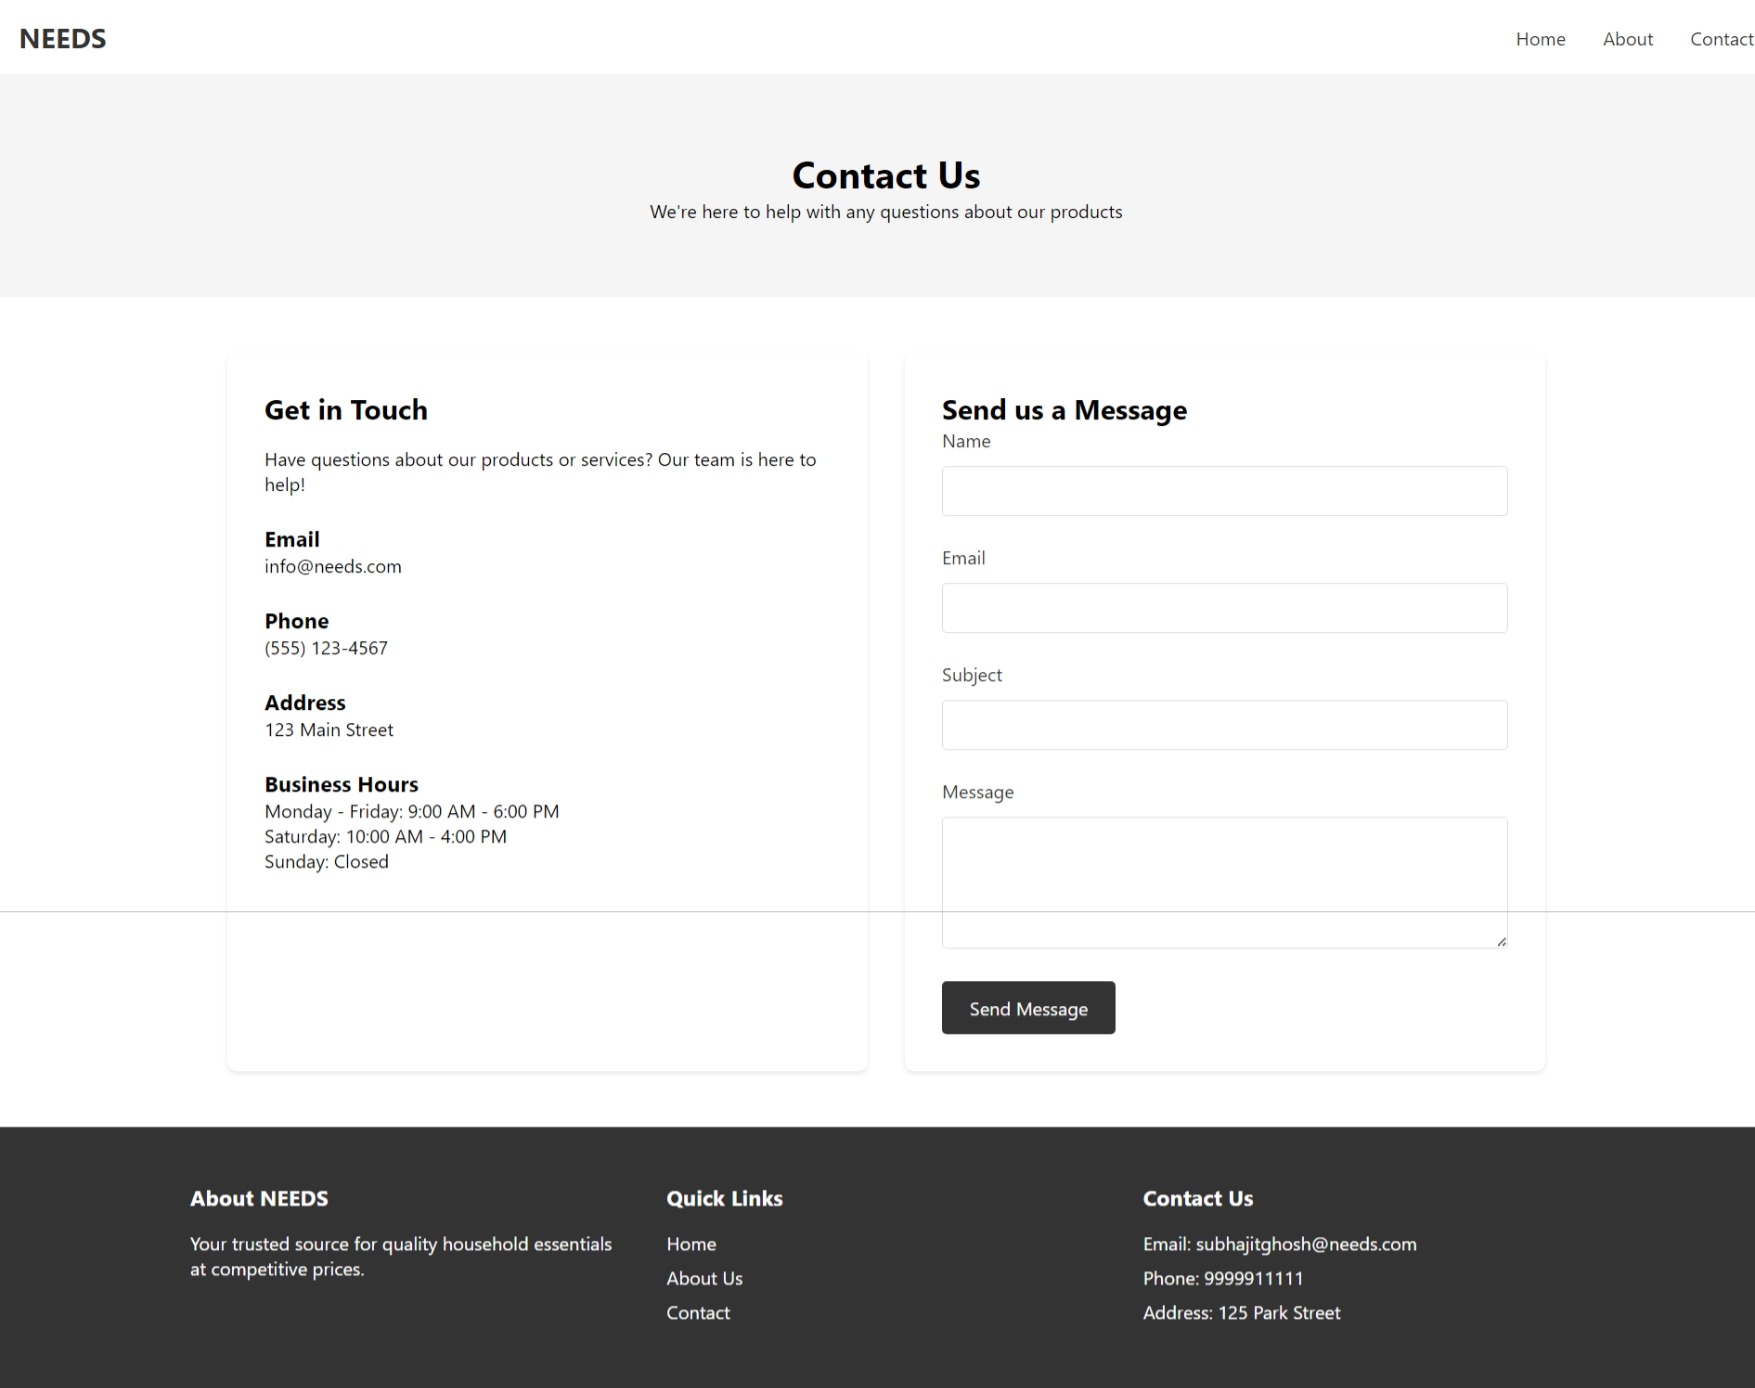 NEEDS
Home About Contact
Contact Us
We're here to help with any questions about our products
Get in Touch
Have questions about our products or services? Our team is here to
help!
Email
info@needs.com
Phone
(555) 123-4567
Address
123 Main Street
Business Hours
Monday - Friday: 9:00 AM - 6:00 PM
Saturday: 10:00 AM - 4:00 PM
Sunday: Closed
Send us a Message
Name
Email
Subject
Message
Send Message
About NEEDS
Your trusted source for quality household essentials
at competitive prices.
Quick Links
Home
About Us
Contact
Contact Us
Email: subhajitghosh@needs.com
Phone: 9999911111
Address: 125 Park Street